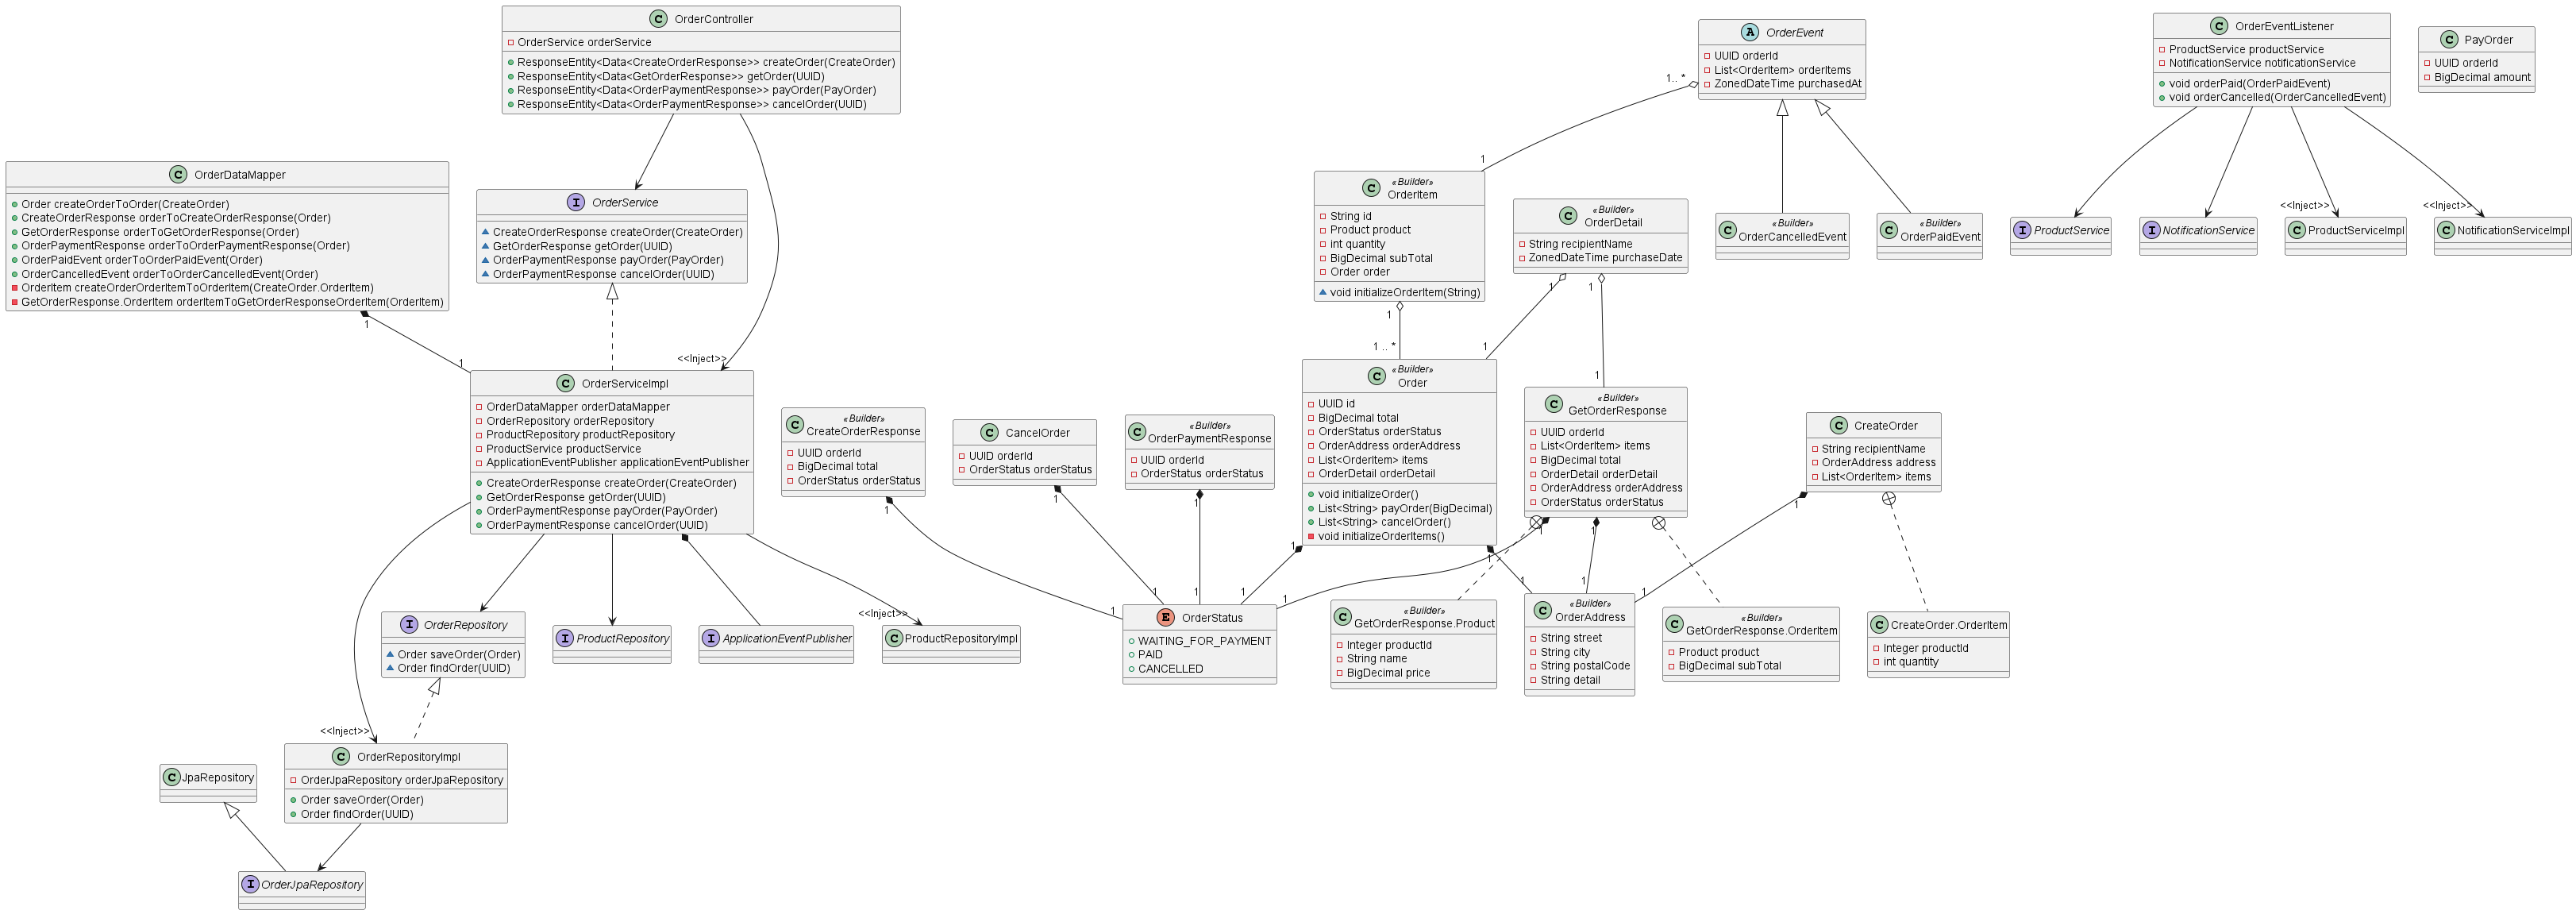 C OrderController
OrderService orderService
ResponseEntity<Data<CreateOrderResponse>> createOrder(CreateOrder)
ResponseEntity<Data<GetOrderResponse>> getOrder(UUID)
ResponseEntity<Data<OrderPaymentResponse>> payOrder(PayOrder)
ResponseEntity<Data<OrderPaymentResponse>> cancelOrder(UUID)
A OrderEvent
UUID orderId
List<OrderItem> orderItems
ZonedDateTime purchasedAt
1.. *
1
C OrderEventListener
ProductService productService
NotificationService notificationService
void orderPaid(OrderPaidEvent)
void orderCancelled(OrderCancelledEvent)
C PayOrder
UUID orderId
BigDecimal amount
C OrderDataMapper
Order createOrderToOrder(CreateOrder)
CreateOrderResponse orderToCreateOrderResponse(Order)
GetOrderResponse orderToGetOrderResponse(Order)
OrderPaymentResponse orderToOrderPaymentResponse(Order)
OrderPaidEvent orderToOrderPaidEvent(Order)
OrderCancelledEvent orderToOrderCancelledEvent(Order)
OrderItem createOrderOrderItemToOrderItem(CreateOrder.OrderItem)
GetOrderResponse.OrderItem orderItemToGetOrderResponseOrderItem(OrderItem)
1
1
I OrderService
CreateOrderResponse createOrder(CreateOrder)
GetOrderResponse getOrder(UUID)
OrderPaymentResponse payOrder(PayOrder)
OrderPaymentResponse cancelOrder(UUID)
<<Inject>>
C «Builder»
OrderItem
String id
Product product
int quantity
BigDecimal subTotal
Order order
void initializeOrderItem(String)
1
1 .. *
C «Builder»
OrderDetail
String recipientName
ZonedDateTime purchaseDate
1
1
1
1
C «Builder»
OrderCancelledEvent
C «Builder»
OrderPaidEvent
I ProductService
I NotificationService
<<Inject>>
C ProductServiceImpl
<<Inject>>
C NotificationServiceImpl
C OrderServiceImpl
OrderDataMapper orderDataMapper
OrderRepository orderRepository
ProductRepository productRepository
ProductService productService
ApplicationEventPublisher applicationEventPublisher
CreateOrderResponse createOrder(CreateOrder)
GetOrderResponse getOrder(UUID)
OrderPaymentResponse payOrder(PayOrder)
OrderPaymentResponse cancelOrder(UUID)
C «Builder»
CreateOrderResponse
UUID orderId
BigDecimal total
OrderStatus orderStatus
1
1
C CancelOrder
UUID orderId
OrderStatus orderStatus
1
1
C «Builder»
OrderPaymentResponse
UUID orderId
OrderStatus orderStatus
1
1
C «Builder»
Order
UUID id
BigDecimal total
OrderStatus orderStatus
OrderAddress orderAddress
List<OrderItem> items
OrderDetail orderDetail
void initializeOrder()
List<String> payOrder(BigDecimal)
List<String> cancelOrder()
void initializeOrderItems()
1
1
1
1
C «Builder»
GetOrderResponse
UUID orderId
List<OrderItem> items
BigDecimal total
OrderDetail orderDetail
OrderAddress orderAddress
OrderStatus orderStatus
1
1
1
1
C CreateOrder
String recipientName
OrderAddress address
List<OrderItem> items
1
1
I OrderRepository
Order saveOrder(Order)
Order findOrder(UUID)
I ProductRepository
I ApplicationEventPublisher
<<Inject>>
C ProductRepositoryImpl
E OrderStatus
WAITING_FOR_PAYMENT
PAID
CANCELLED
C «Builder»
GetOrderResponse.Product
Integer productId
String name
BigDecimal price
C «Builder»
OrderAddress
String street
String city
String postalCode
String detail
C «Builder»
GetOrderResponse.OrderItem
Product product
BigDecimal subTotal
C CreateOrder.OrderItem
Integer productId
int quantity
<<Inject>>
C OrderRepositoryImpl
OrderJpaRepository orderJpaRepository
Order saveOrder(Order)
Order findOrder(UUID)
C JpaRepository
I OrderJpaRepository